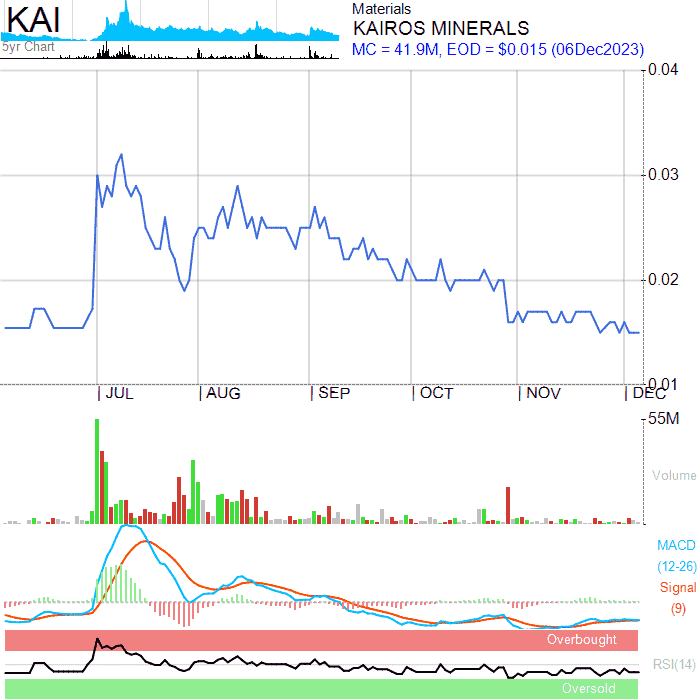 KAI
5yr Chart
Materials
KAIROS MINERALS
MC = 41.9M, EOD = $0.015 (06Dec2023)
0.04
0.03
0.02
0.01
JUL AUG SEP OCT NOV DEC
55M
Volume
MACD
(12-26)
Signal
(9)
Overbought
RSI(14)
Oversold